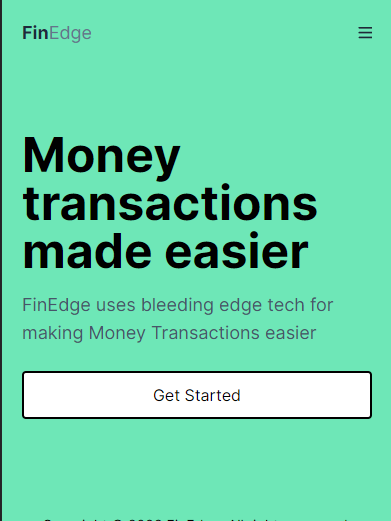 FinEdge
Money
transactions
made easier
FinEdge uses bleeding edge tech for
making Money Transactions easier
Get Started